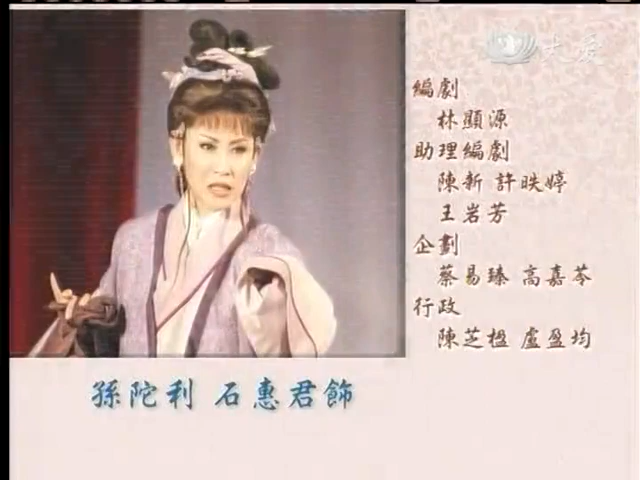 大愛
編劇
林顯源
助理編劇
陳新 許昳婷
王岩芳
企劃
蔡易臻 高嘉苓
行政
陳芝楹 盧盈均
孫陀利 石惠君飾